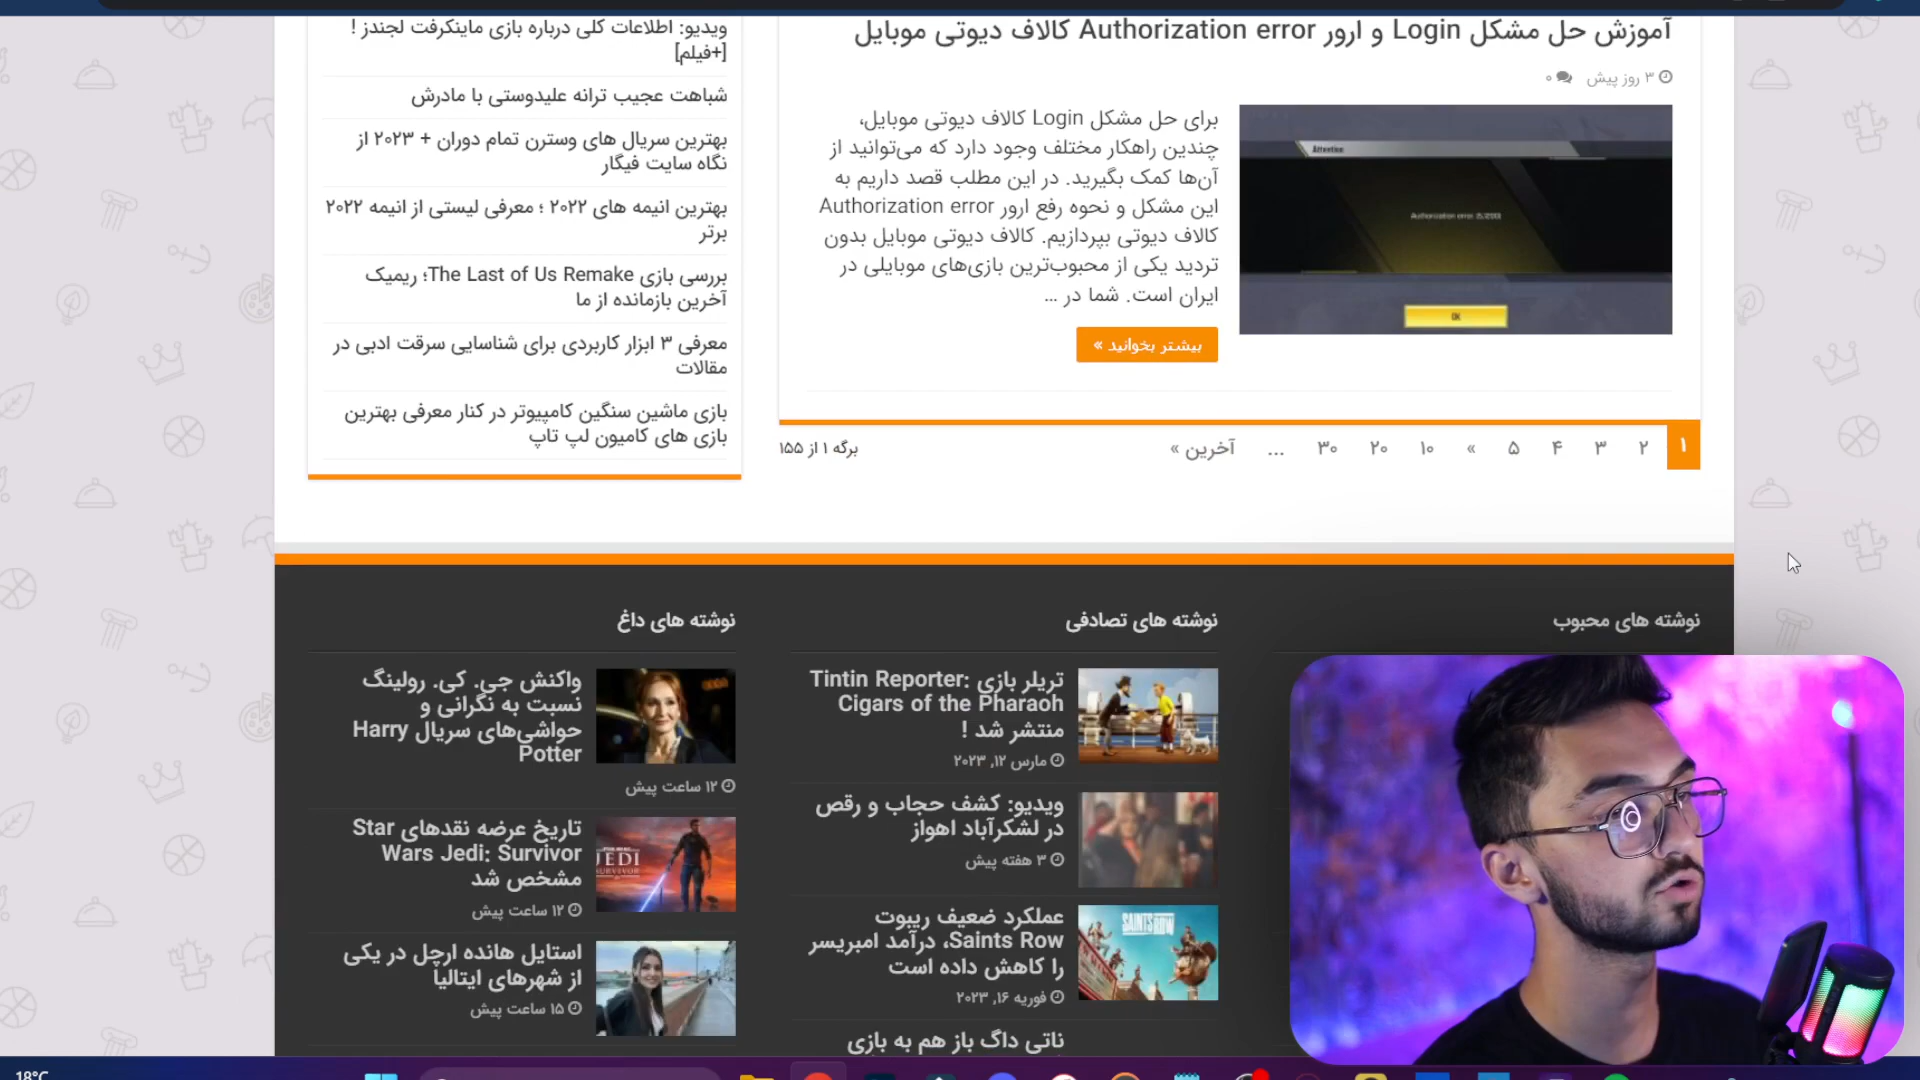 آموزش حل مشکل Login و ارور Authorization error کالاف دیوتی موبایل
۳ روز پیش ۰
برای حل مشکل Login کالاف دیوتی موبایل،
چندین راهکار مختلف وجود دارد که می‌توانید از
آن‌ها کمک بگیرید. در این مطلب قصد داریم به
این مشکل و نحوه رفع ارور Authorization error
کالاف دیوتی بپردازیم. کالاف دیوتی موبایل بدون
تردید یکی از محبوب‌ترین بازی‌های موبایلی در
ایران است. شما در ...
بیشتر بخوانید »
Attention
OK
۱ ۲ ۳ ۴ ۵ » ۱۰ ۲۰ ۳۰ ... آخرین »
برگه ۱ از ۱۵۵
ویدیو: اطلاعات کلی درباره بازی ماینکرفت لجندز !
[+فیلم]
شباهت عجیب ترانه علیدوستی با مادرش
بهترین سریال های وسترن تمام دوران + ۲۰۲۳ از
نگاه سایت فیگار
بهترین انیمه های ۲۰۲۲ ؛ معرفی لیستی از انیمه ۲۰۲۲
برتر
بررسی بازی The Last of Us Remake؛ ریمیک
آخرین بازمانده از ما
معرفی ۳ ابزار کاربردی برای شناسایی سرقت ادبی در
مقالات
بازی ماشین سنگین کامپیوتر در کنار معرفی بهترین
بازی های کامیون لپ تاپ
نوشته های محبوب
نوشته های تصادفی
تریلر بازی Tintin Reporter:
Cigars of the Pharaoh
منتشر شد !
مارس ۱۲, ۲۰۲۳
ویدیو: کشف حجاب و رقص
در لشکرآباد اهواز
۳ هفته پیش
عملکرد ضعیف ریبوت
Saints Row، درآمد امبریسر
را کاهش داده است
فوریه ۱۶, ۲۰۲۳
SAINTS ROW
ناتی داگ باز هم به بازی
نوشته های داغ
واکنش جی. کی. رولینگ
نسبت به نگرانی و
حواشی‌های سریال Harry
Potter
۱۲ ساعت پیش
تاریخ عرضه نقدهای Star
Wars Jedi: Survivor
مشخص شد
۱۲ ساعت پیش
JEDI
SURVIVOR
استایل هانده ارچل در یکی
از شهرهای ایتالیا
۱۵ ساعت پیش
18°C